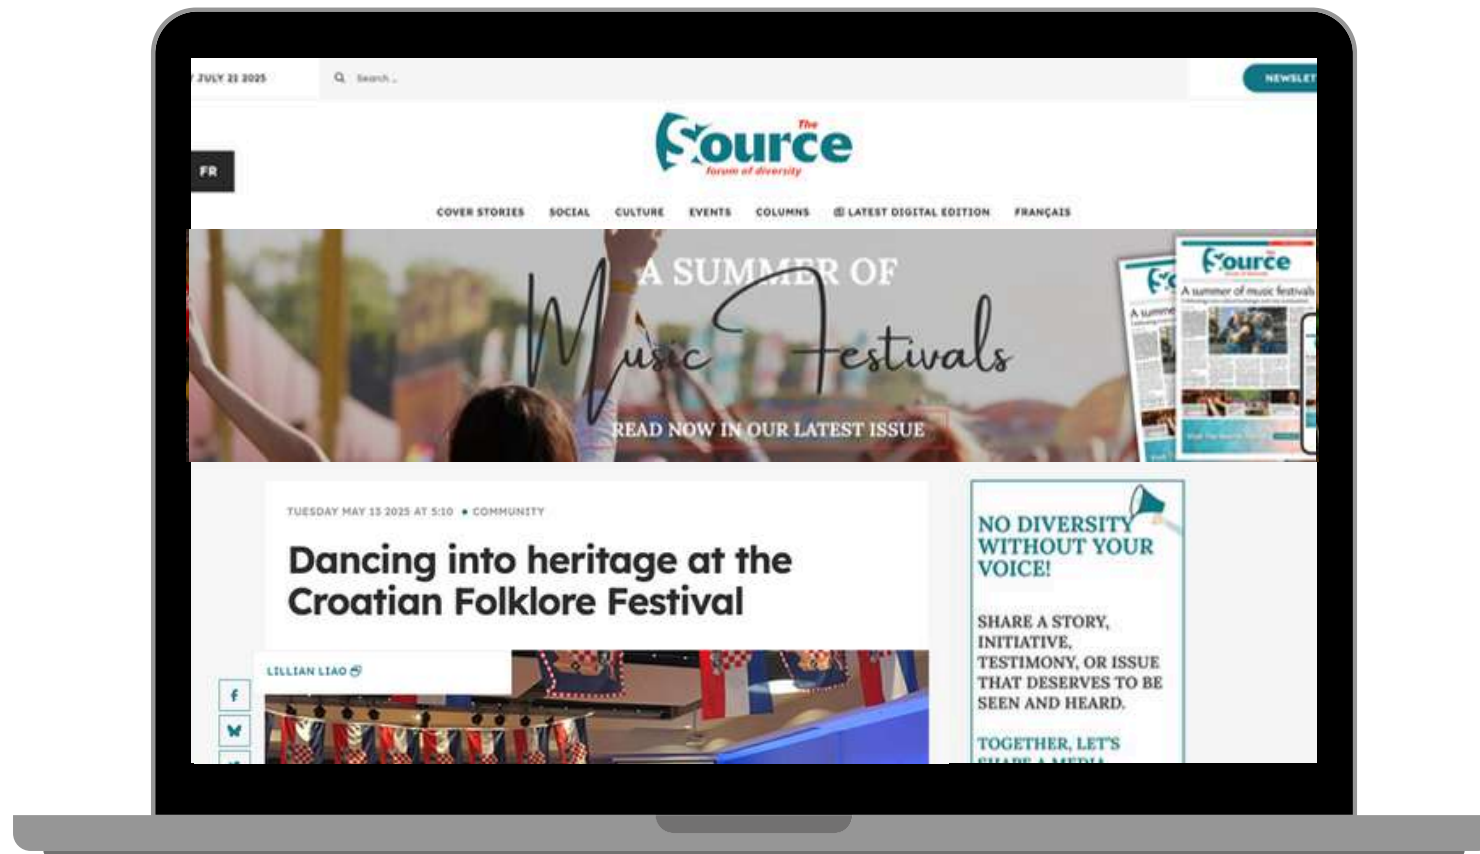 JULY 21 2025
Search ...
NEWSLET
The
Source
forum of diversity
FR
COVER STORIES SOCIAL CULTURE EVENTS COLUMNS LATEST DIGITAL EDITION FRANÇAIS
A SUMMER OF
Music Festivals
READ NOW IN OUR LATEST ISSUE
Source
A summer of music festivals
A summe
TUESDAY MAY 13 2025 AT 5:10 • COMMUNITY
Dancing into heritage at the
Croatian Folklore Festival
LILLIAN LIAO
NO DIVERSITY
WITHOUT YOUR
VOICE!
SHARE A STORY,
INITIATIVE,
TESTIMONY, OR ISSUE
THAT DESERVES TO BE
SEEN AND HEARD.
TOGETHER, LET'S
SHAPE A MEDIA